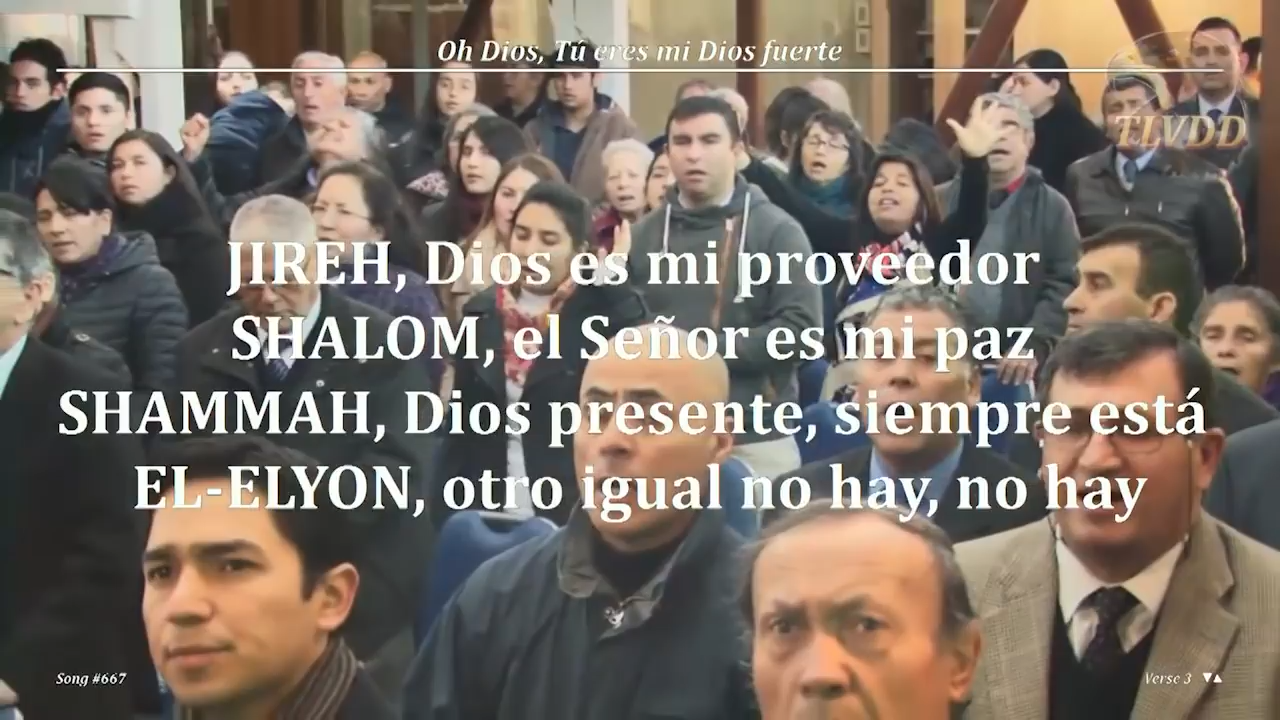 Oh Dios, Tú eres mi Dios fuerte
TLVDD
JIREH, Dios es mi proveedor
SHALOM, el Señor es mi paz
SHAMMAH, Dios presente, siempre está
EL-ELYON, otro igual no hay, no hay
Song #667
Verse 3 ▼▲